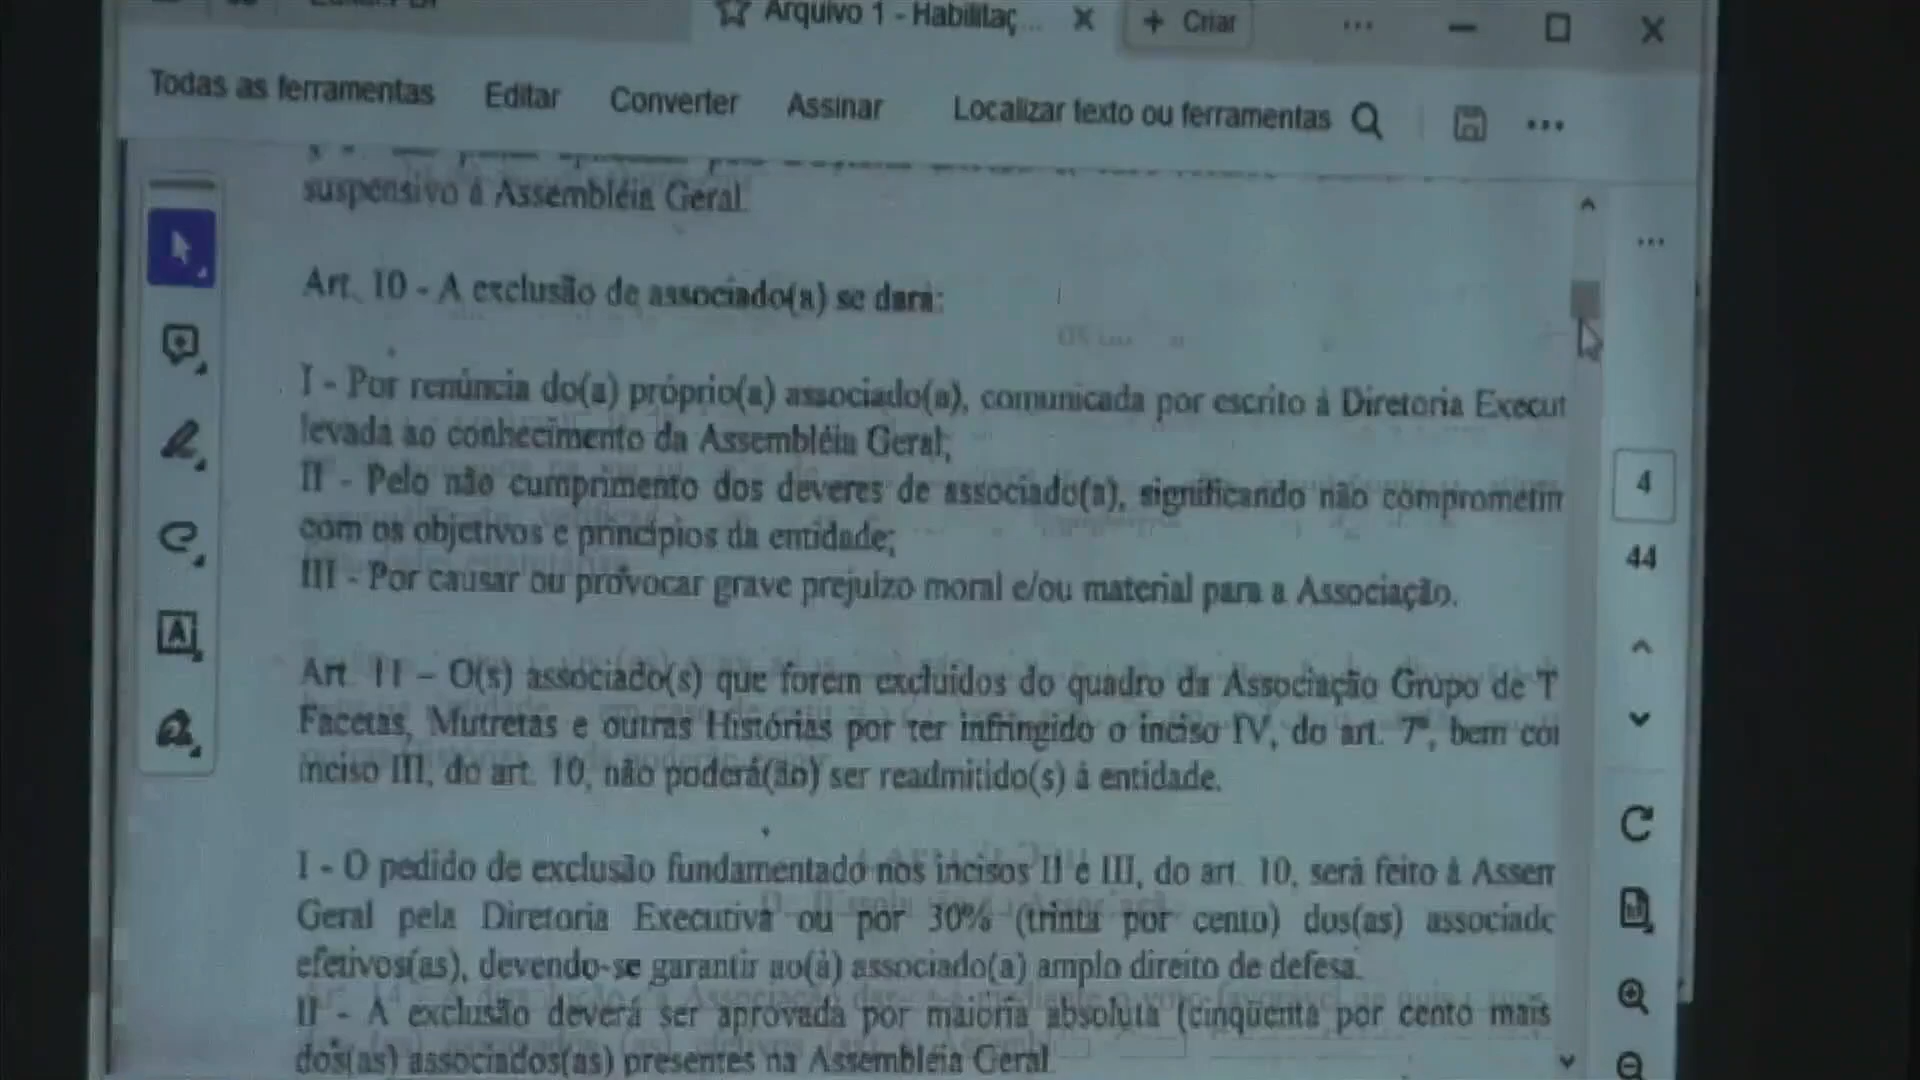 Arquivo 1 - Habilitaç...
+ Criar
Todas as ferramentas Editar Converter Assinar Localizar texto ou ferramentas
suspensivo à Assembléia Geral.
Art. 10 - A exclusão de associado(a) se dará:
I - Por renúncia do(a) próprio(a) associado(a), comunicada por escrito à Diretoria Execut
levada ao conhecimento da Assembléia Geral;
II - Pelo não cumprimento dos deveres de associado(a), significando não comprometim
com os objetivos e princípios da entidade;
III - Por causar ou provocar grave prejuízo moral e/ou material para a Associação.
Art. 11 – O(s) associado(s) que forem excluídos do quadro da Associação Grupo de T
Facetas, Mutretas e outras Histórias por ter infringido o inciso IV, do art. 7º, bem co
inciso III, do art. 10, não poderá(ão) ser readmitido(s) à entidade.
I - O pedido de exclusão fundamentado nos incisos II e III, do art. 10, será feito à Assem
Geral pela Diretoria Executiva ou por 30% (trinta por cento) dos(as) associado
efetivos(as), devendo-se garantir ao(à) associado(a) amplo direito de defesa.
II - A exclusão deverá ser aprovada por maioria absoluta (cinqüenta por cento mais
dos(as) associados(as) presentes na Assembléia Geral
4
44